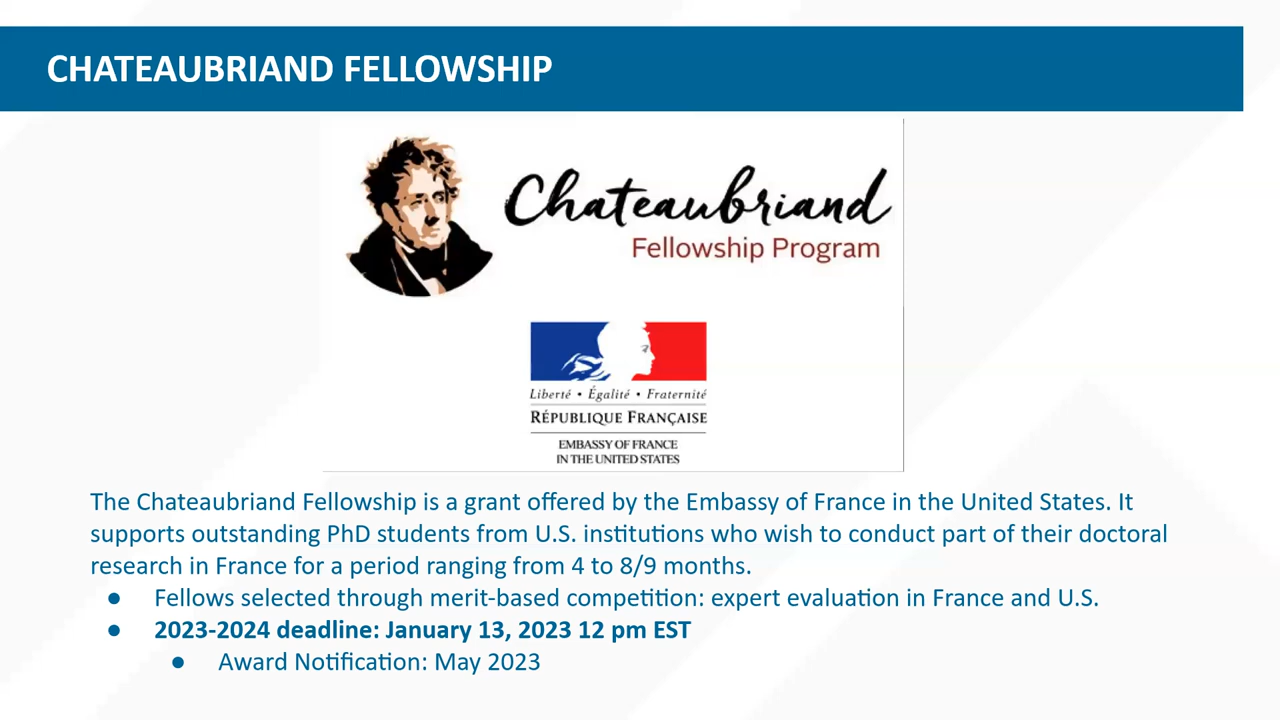 CHATEAUBRIAND FELLOWSHIP
Chateaubriand
Fellowship Program
Liberté • Égalité • Fraternité
RÉPUBLIQUE FRANÇAISE
EMBASSY OF FRANCE
IN THE UNITED STATES
The Chateaubriand Fellowship is a grant offered by the Embassy of France in the United States. It
supports outstanding PhD students from U.S. institutions who wish to conduct part of their doctoral
research in France for a period ranging from 4 to 8/9 months.
● Fellows selected through merit-based competition: expert evaluation in France and U.S.
● 2023-2024 deadline: January 13, 2023 12 pm EST
● Award Notification: May 2023